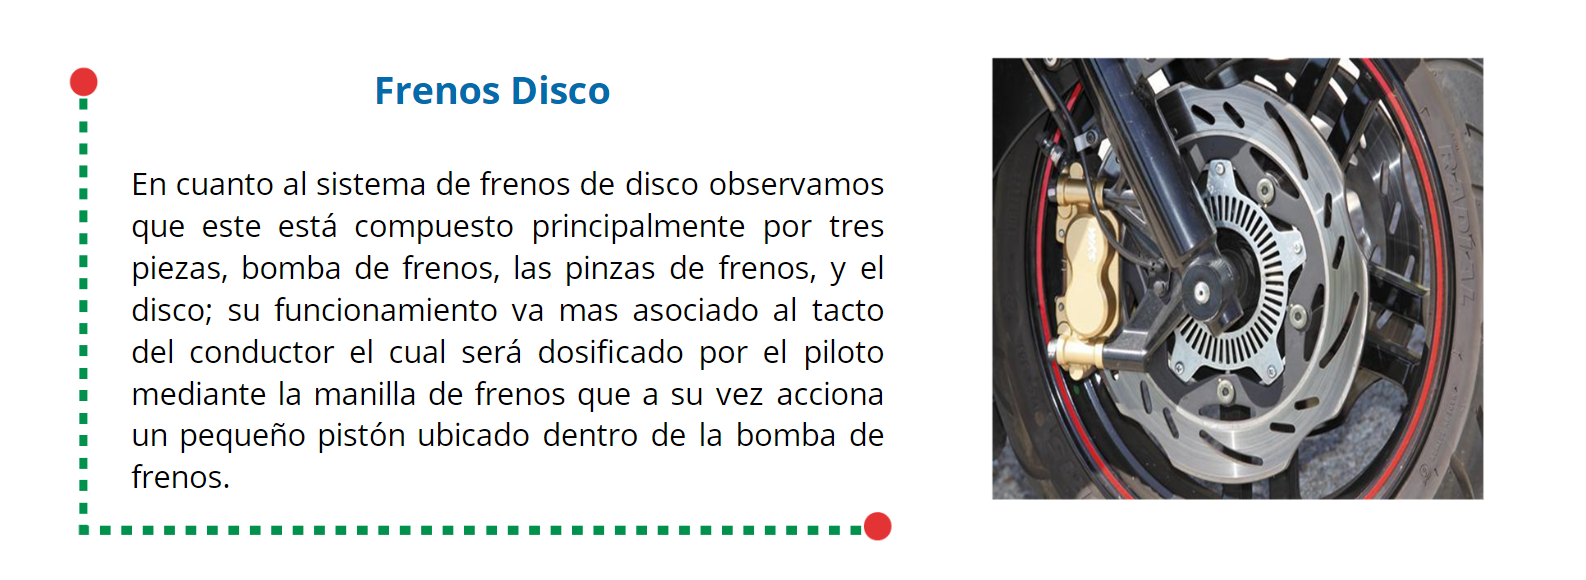 Frenos Disco
En cuanto al sistema de frenos de disco observamos
que este está compuesto principalmente por tres
piezas, bomba de frenos, las pinzas de frenos, y el
disco; su funcionamiento va mas asociado al tacto
del conductor el cual será dosificado por el piloto
mediante la manilla de frenos que a su vez acciona
un pequeño pistón ubicado dentro de la bomba de
frenos.